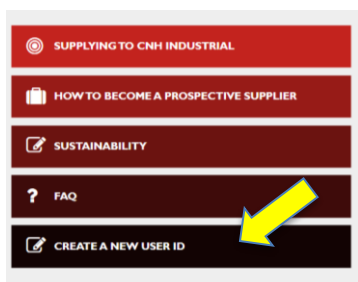 SUPPLYING TO CNH INDUSTRIAL
HOW TO BECOME A PROSPECTIVE SUPPLIER
SUSTAINABILITY
? FAQ
CREATE A NEW USER ID